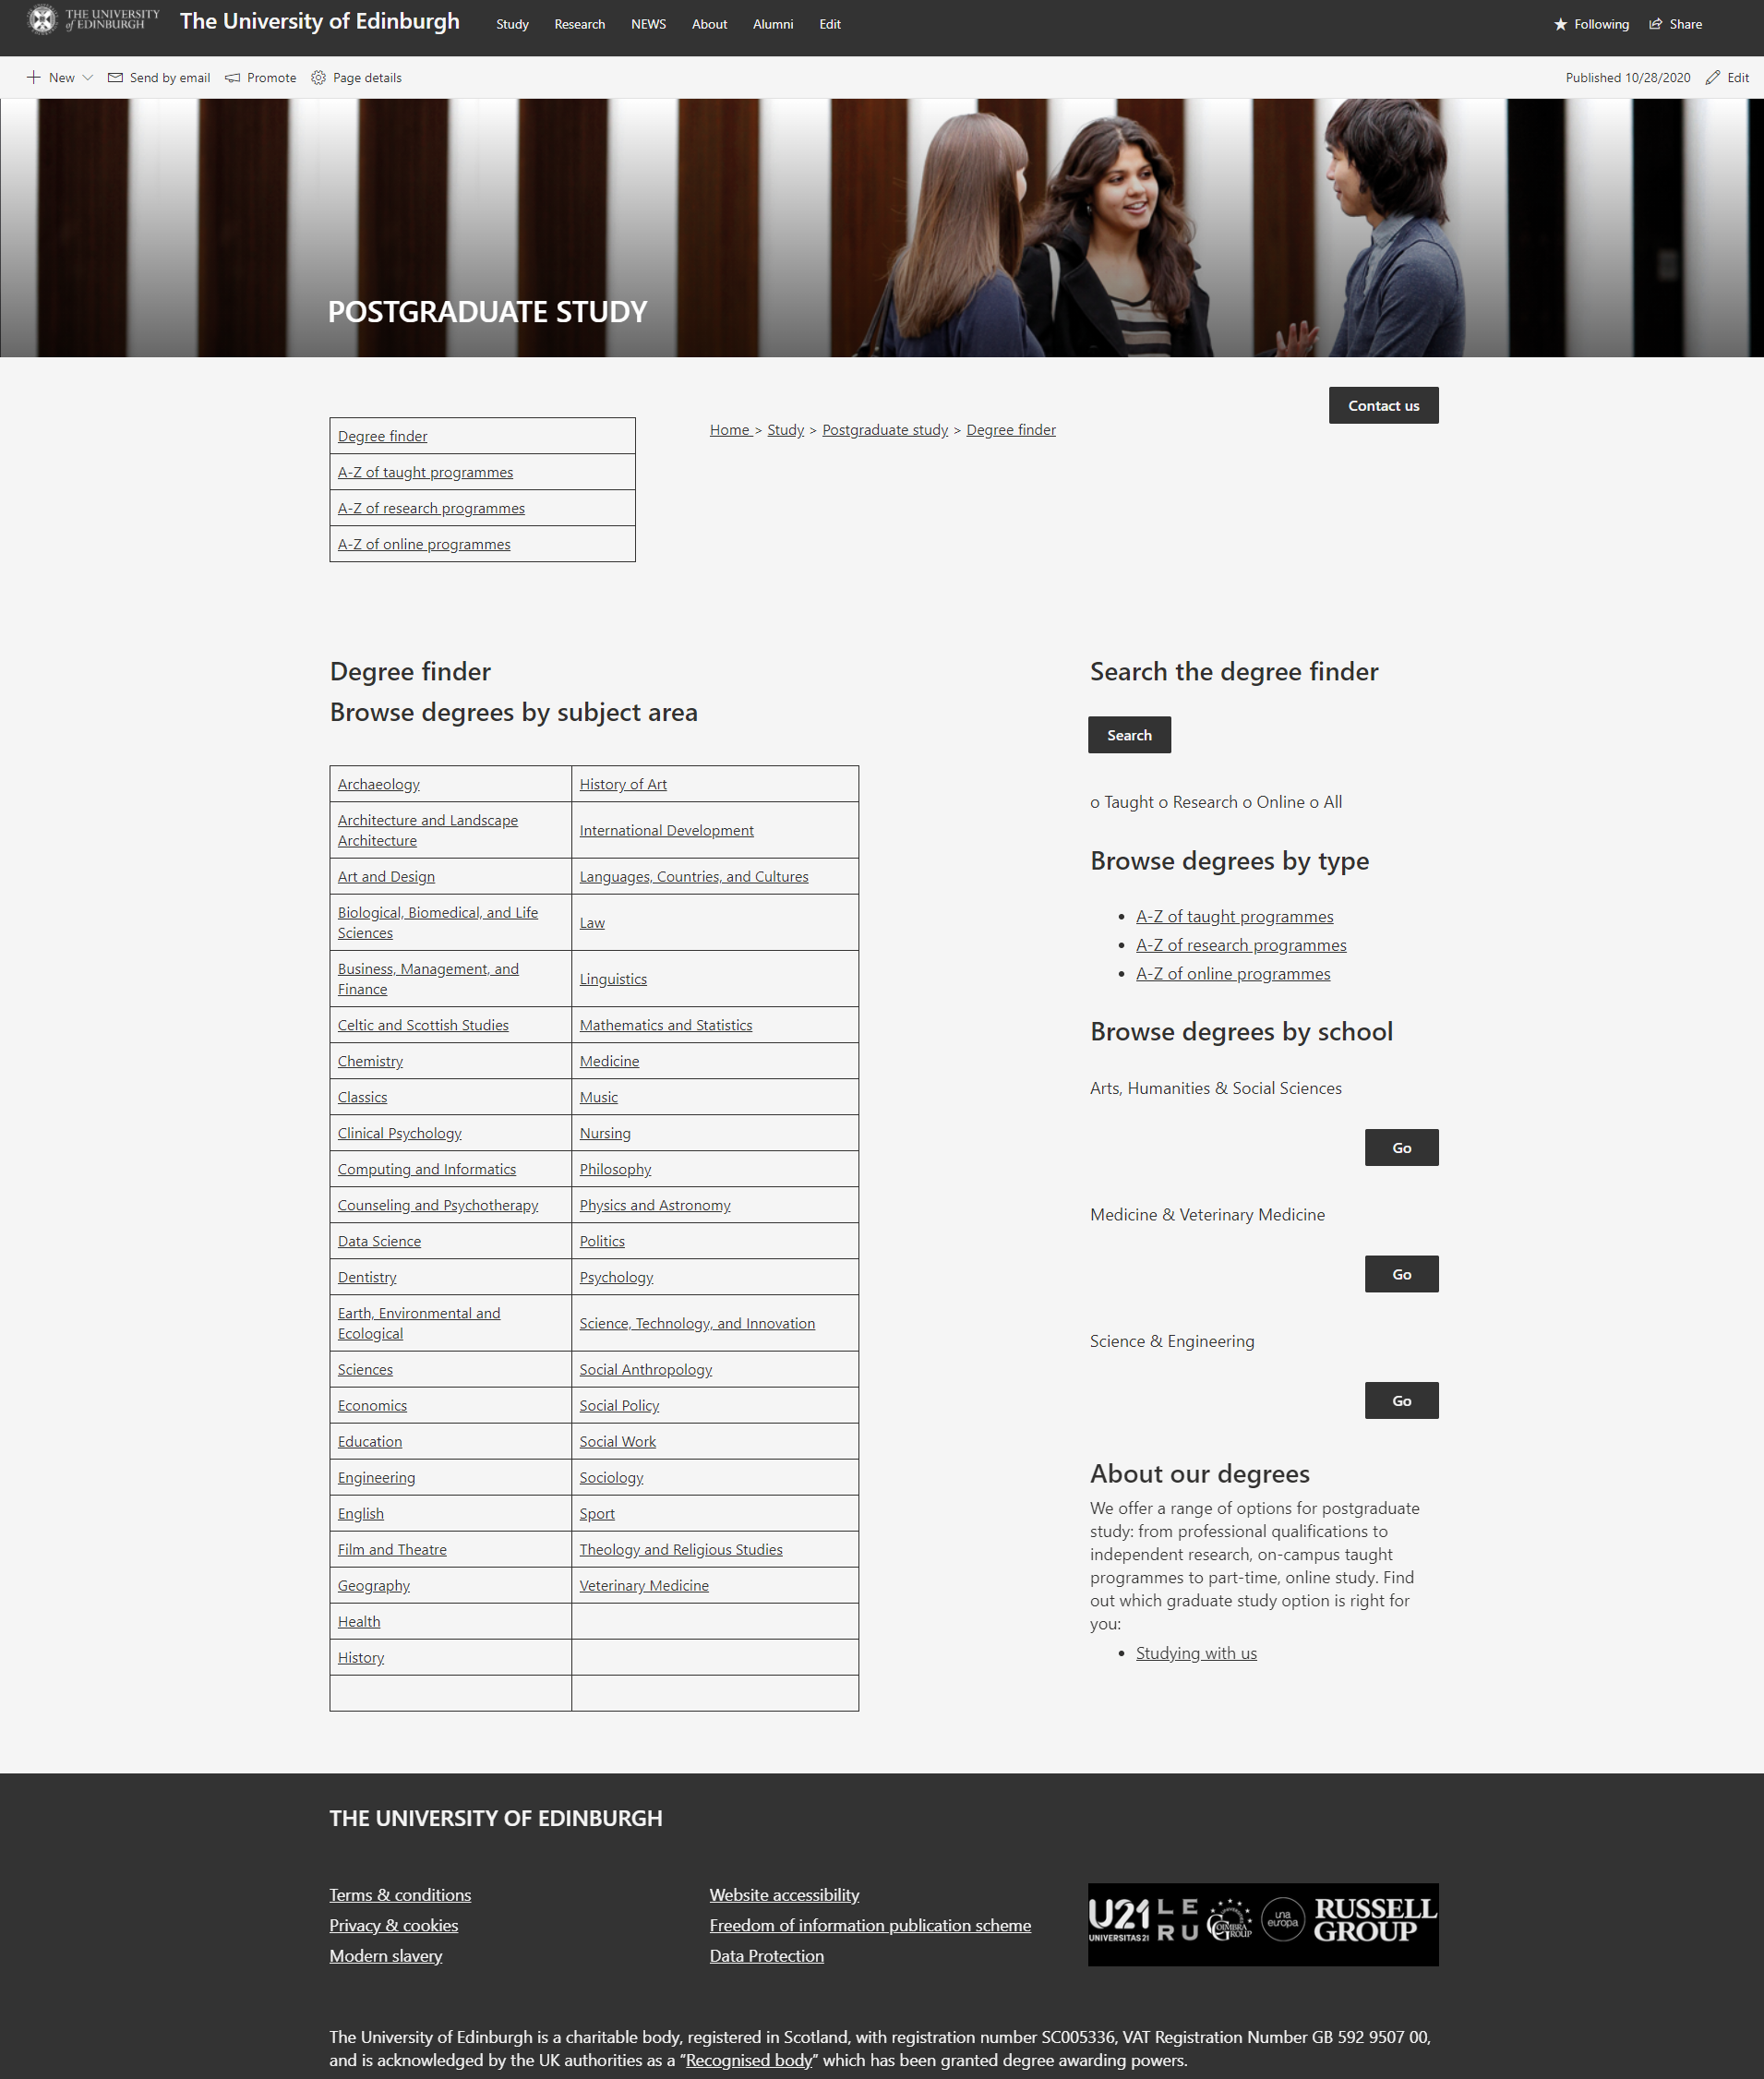 THE UNIVERSITY
of EDINBURGH
The University of Edinburgh
Study Research NEWS About Alumni Edit
Following Share
New Send by email Promote Page details
Published 10/28/2020 Edit
POSTGRADUATE STUDY
Contact us
Degree finder
A-Z of taught programmes
A-Z of research programmes
A-Z of online programmes
Home > Study > Postgraduate study > Degree finder
Degree finder
Browse degrees by subject area
Archaeology
History of Art
Architecture and Landscape
Architecture
International Development
Art and Design
Languages, Countries, and Cultures
Biological, Biomedical, and Life
Sciences
Law
Business, Management, and
Finance
Linguistics
Celtic and Scottish Studies
Mathematics and Statistics
Chemistry
Medicine
Classics
Music
Clinical Psychology
Nursing
Computing and Informatics
Philosophy
Counseling and Psychotherapy
Physics and Astronomy
Data Science
Politics
Dentistry
Psychology
Earth, Environmental and
Ecological
Science, Technology, and Innovation
Sciences
Social Anthropology
Economics
Social Policy
Education
Social Work
Engineering
Sociology
English
Sport
Film and Theatre
Theology and Religious Studies
Geography
Veterinary Medicine
Health
History
Search the degree finder
Search
o Taught o Research o Online o All
Browse degrees by type
• A-Z of taught programmes
• A-Z of research programmes
• A-Z of online programmes
Browse degrees by school
Arts, Humanities & Social Sciences
Go
Medicine & Veterinary Medicine
Go
Science & Engineering
Go
About our degrees
We offer a range of options for postgraduate
study: from professional qualifications to
independent research, on-campus taught
programmes to part-time, online study. Find
out which graduate study option is right for
you:
• Studying with us
THE UNIVERSITY OF EDINBURGH
Terms & conditions
Privacy & cookies
Modern slavery
Website accessibility
Freedom of information publication scheme
Data Protection
U21
UNIVERSITAS 21
LE
RU
COIMBRA
GROUP
una
europa
RUSSELL
GROUP
The University of Edinburgh is a charitable body, registered in Scotland, with registration number SC005336, VAT Registration Number GB 592 9507 00,
and is acknowledged by the UK authorities as a “Recognised body” which has been granted degree awarding powers.